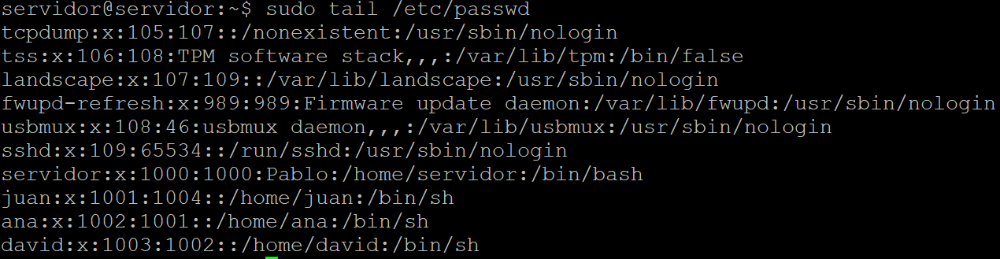 servidor@servidor:~$ sudo tail /etc/passwd
tcpdump:x:105:107::/nonexistent:/usr/sbin/nologin
tss:x:106:108:TPM software stack,,,:/var/lib/tpm:/bin/false
landscape:x:107:109::/var/lib/landscape:/usr/sbin/nologin
fwupd-refresh:x:989:989:Firmware update daemon:/var/lib/fwupd:/usr/sbin/nologin
usbmux:x:108:46:usbmux daemon,,,:/var/lib/usbmux:/usr/sbin/nologin
sshd:x:109:65534::/run/sshd:/usr/sbin/nologin
servidor:x:1000:1000:Pablo:/home/servidor:/bin/bash
juan:x:1001:1004::/home/juan:/bin/sh
ana:x:1002:1001::/home/ana:/bin/sh
david:x:1003:1002::/home/david:/bin/sh